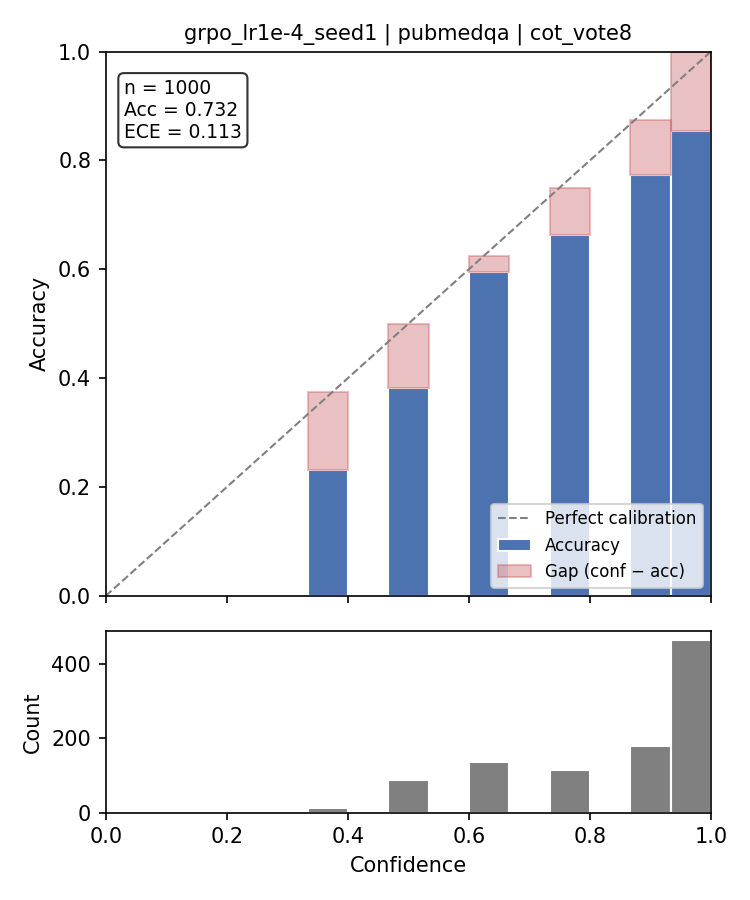 grpo_lr1e-4_seed1 | pubmedqa | cot_vote8
n = 1000
Acc = 0.732
ECE = 0.113
1.0
0.8
0.6
0.4
0.2
0.0
Accuracy
Perfect calibration
Accuracy
Gap (conf − acc)
400
200
0
Count
0.0 0.2 0.4 0.6 0.8 1.0
Confidence